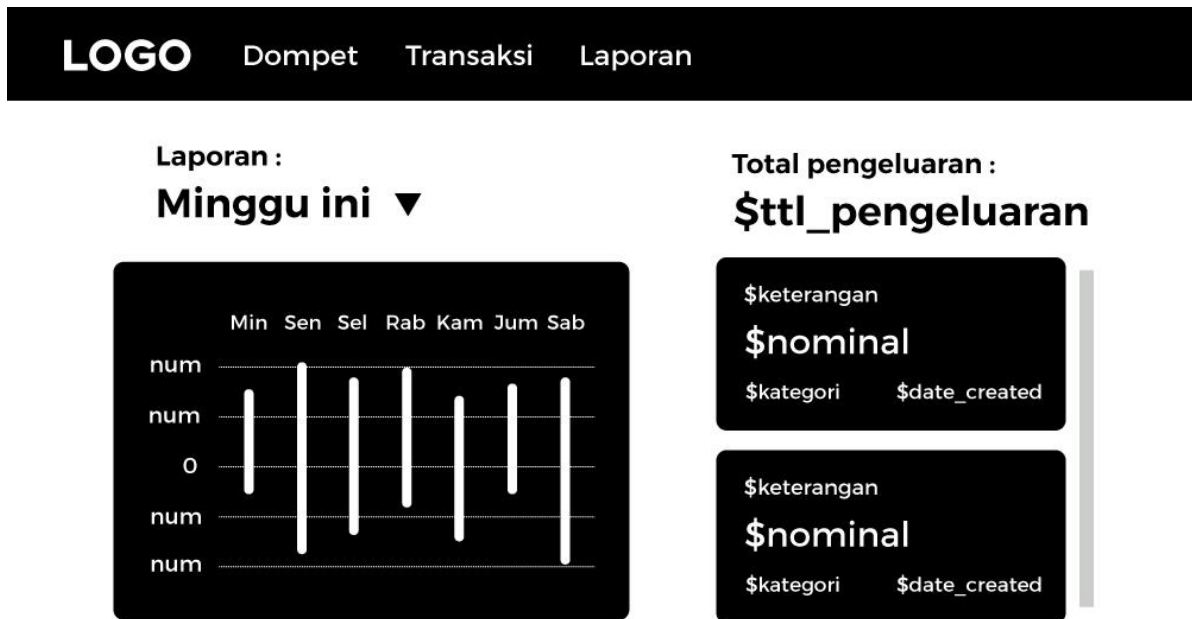 LOGO Dompet Transaksi Laporan
Laporan :
Minggu ini ▼
Min Sen Sel Rab Kam Jum Sab
num
num
0
num
num
Total pengeluaran :
$ttl_pengeluaran
$keterangan
$nominal
$kategori $date_created
$keterangan
$nominal
$kategori $date_created